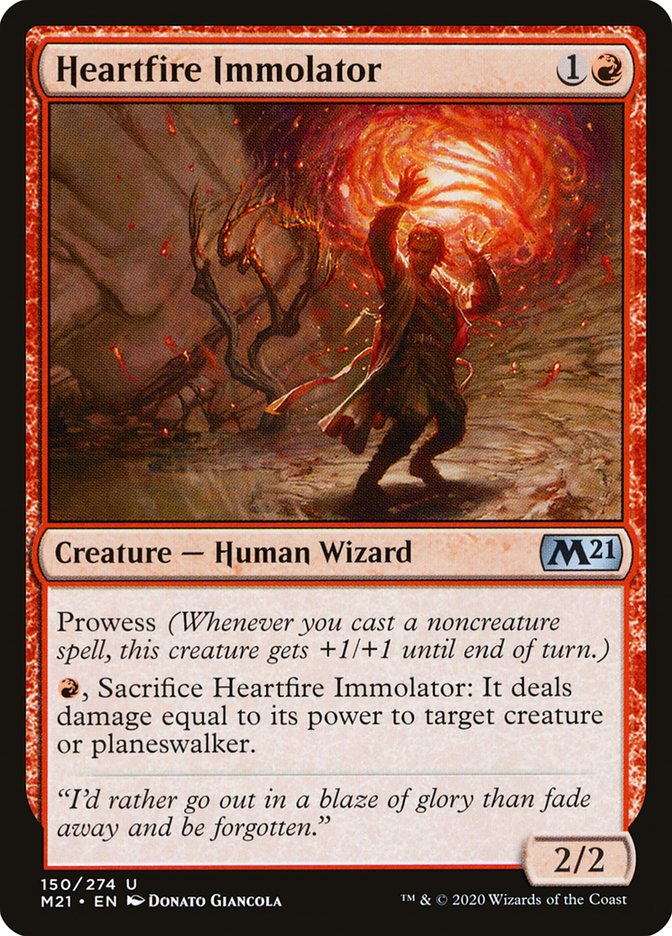 Heartfire Immolator 1
Creature — Human Wizard M21
Prowess (Whenever you cast a noncreature
spell, this creature gets +1/+1 until end of turn.)
, Sacrifice Heartfire Immolator: It deals
damage equal to its power to target creature
or planeswalker.
“I’d rather go out in a blaze of glory than fade
away and be forgotten.”
2/2
150/274 U
M21 • EN Donato Giancola ™ & © 2020 Wizards of the Coast